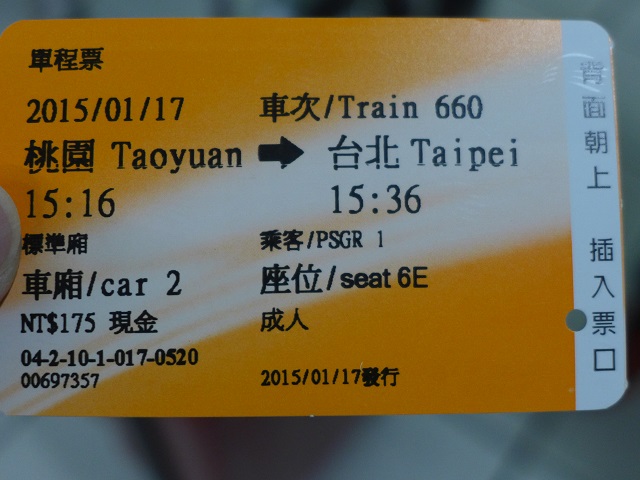 單程票
2015/01/17 車次/Train 660
桃園 Taoyuan 台北 Taipei
15:16 15:36
標準廂 乘客/PSGR 1
車廂/car 2 座位/seat 6E
NT$175 現金 成人
04-2-10-1-017-0520
00697357 2015/01/17發行
背面朝上 插入票口